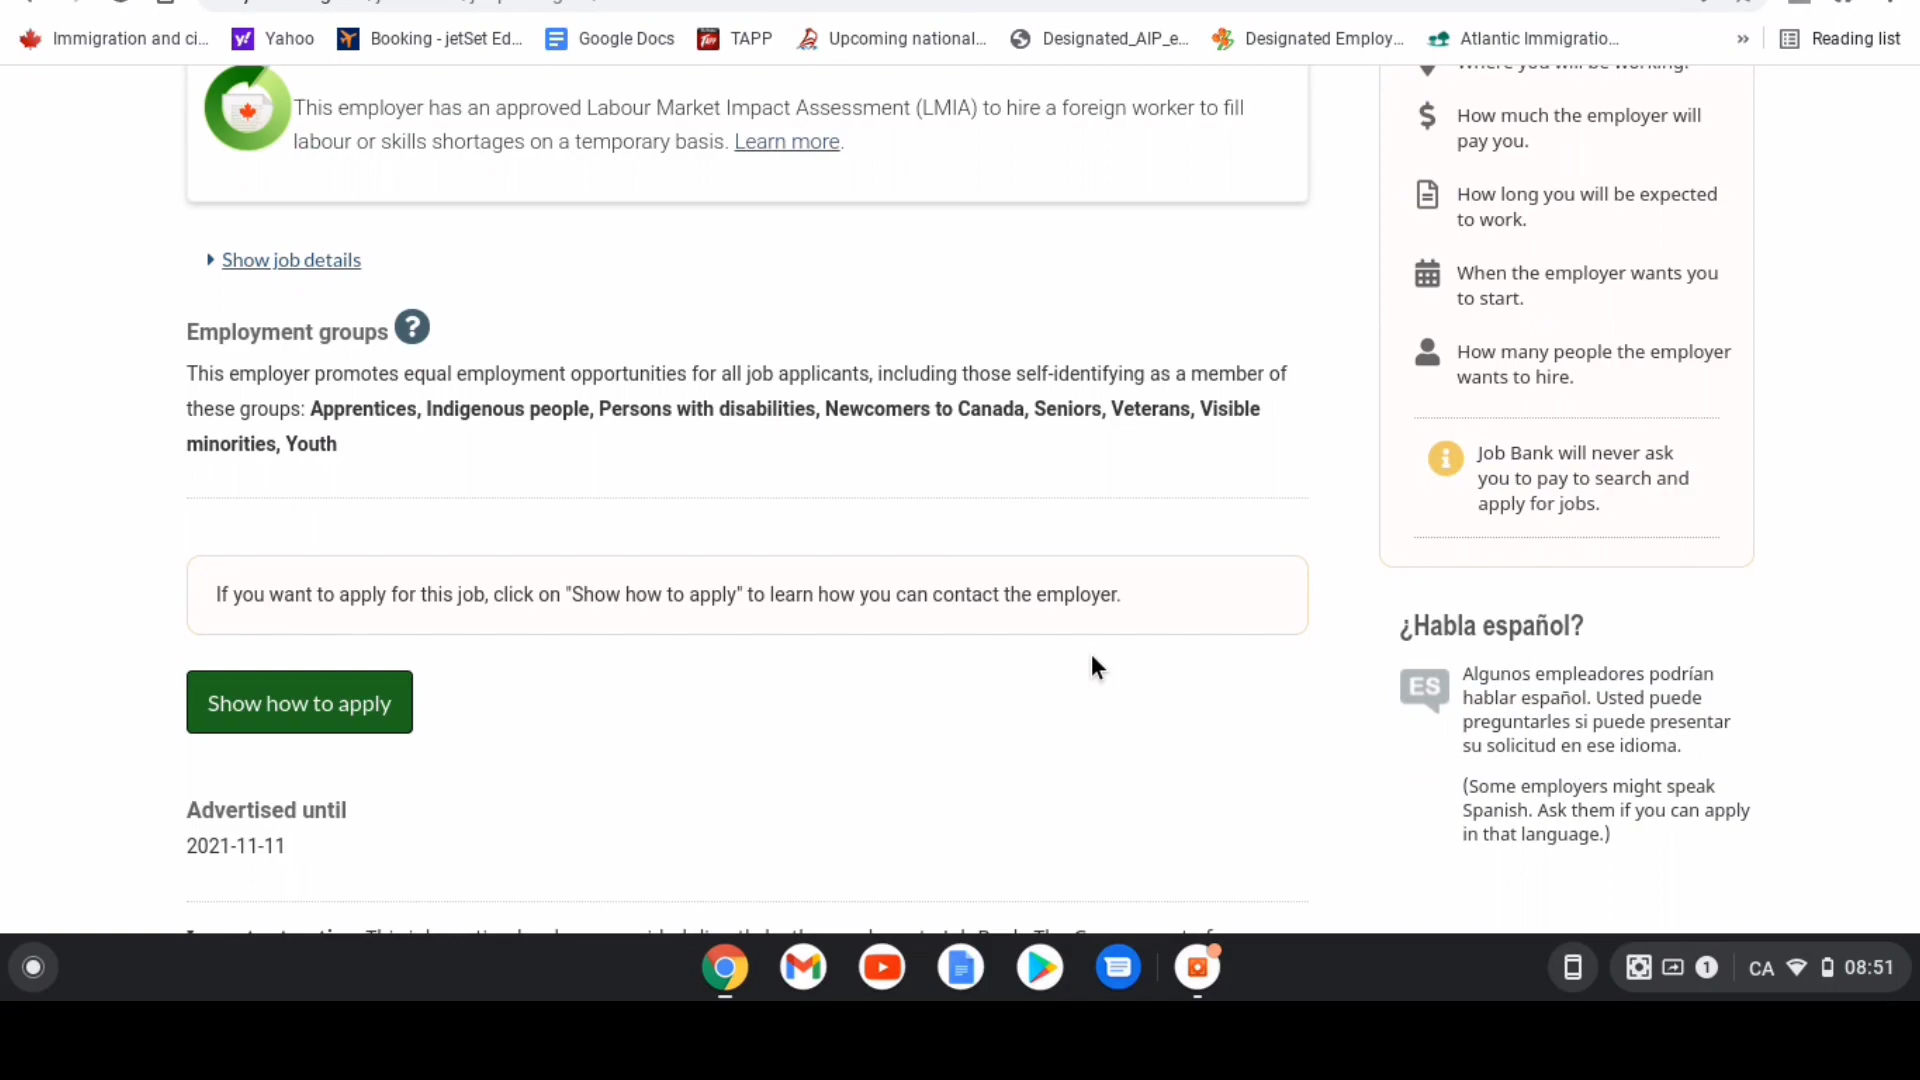 Immigration and ci...
Yahoo
Booking - jetSet Ed...
Google Docs
TAPP
Upcoming national...
Designated_AIP_e...
Designated Employ...
Atlantic Immigratio...
»
Reading list
This employer has an approved Labour Market Impact Assessment (LMIA) to hire a foreign worker to fill
labour or skills shortages on a temporary basis. Learn more.
Show job details
Employment groups ?
This employer promotes equal employment opportunities for all job applicants, including those self-identifying as a member of
these groups: Apprentices, Indigenous people, Persons with disabilities, Newcomers to Canada, Seniors, Veterans, Visible
minorities, Youth
If you want to apply for this job, click on "Show how to apply" to learn how you can contact the employer.
Show how to apply
Advertised until
2021-11-11
Where you will be working.
How much the employer will
pay you.
How long you will be expected
to work.
When the employer wants you
to start.
How many people the employer
wants to hire.
Job Bank will never ask
you to pay to search and
apply for jobs.
¿Habla español?
ES
Algunos empleadores podrían
hablar español. Usted puede
preguntarles si puede presentar
su solicitud en ese idioma.
(Some employers might speak
Spanish. Ask them if you can apply
in that language.)
1
CA
08:51